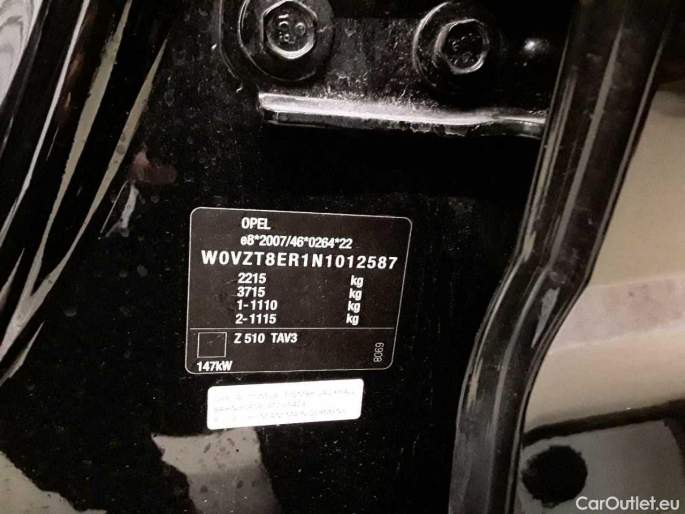 OPEL
e8*2007/46*0264*22
W0VZT8ER1N1012587
2215 kg
3715 kg
1-1110 kg
2-1115 kg
Z 510 TAV3
147kW
8069
CarOutlet.eu